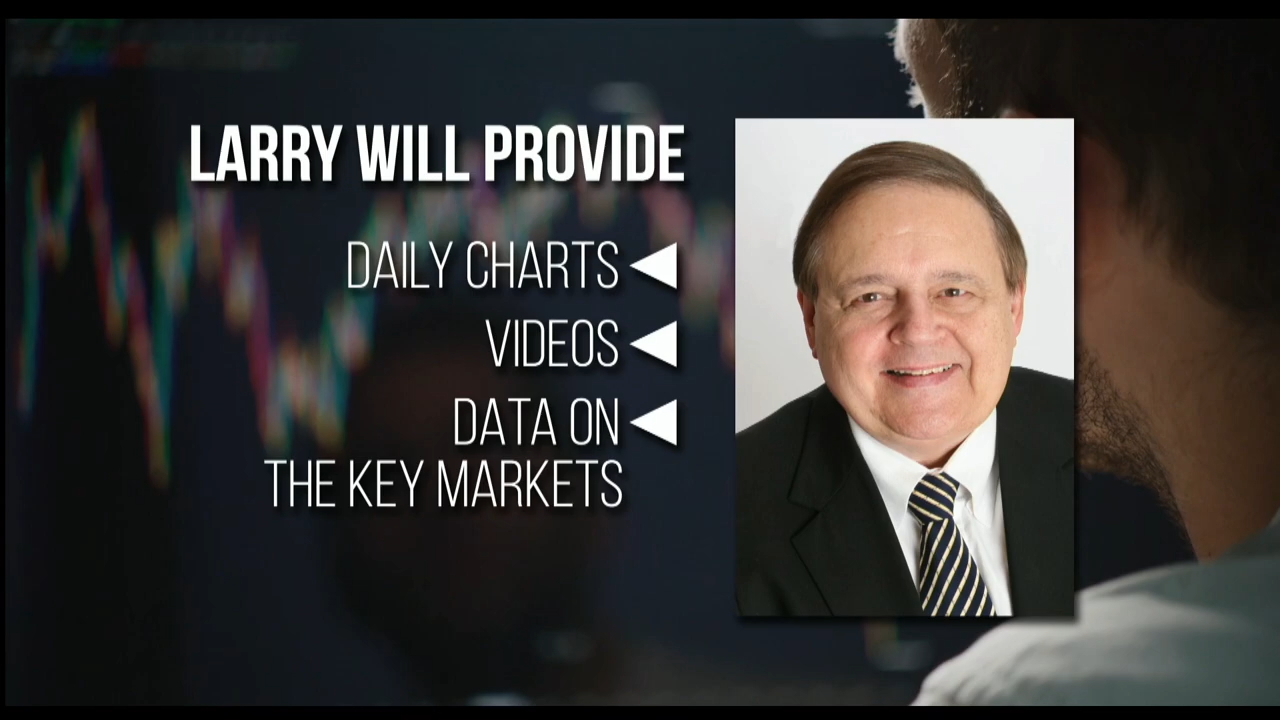 LARRY WILL PROVIDE
DAILY CHARTS
VIDEOS
DATA ON
THE KEY MARKETS